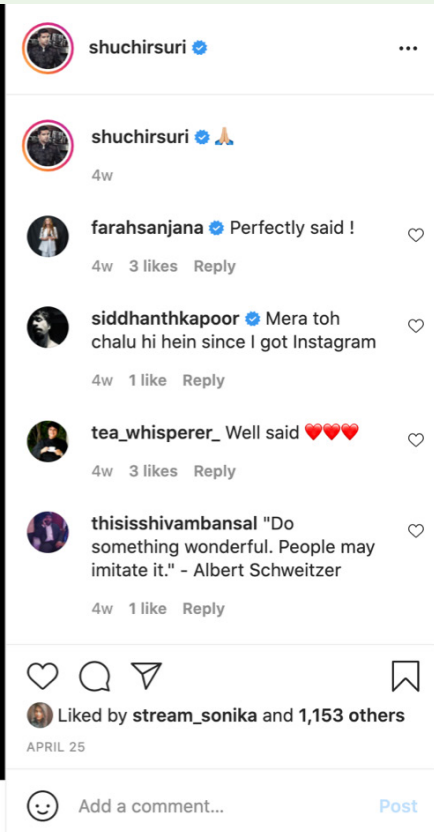 shuchirsuri
shuchirsuri 🙏🏼
4w
farahsanjana Perfectly said !
4w 3 likes Reply
siddhanthkapoor Mera toh
chalu hi hein since I got Instagram
4w 1 like Reply
tea_whisperer_ Well said ❤️❤️❤️
4w 3 likes Reply
thisisshivambansal "Do
something wonderful. People may
imitate it." - Albert Schweitzer
4w 1 like Reply
Liked by stream_sonika and 1,153 others
APRIL 25
Add a comment... Post